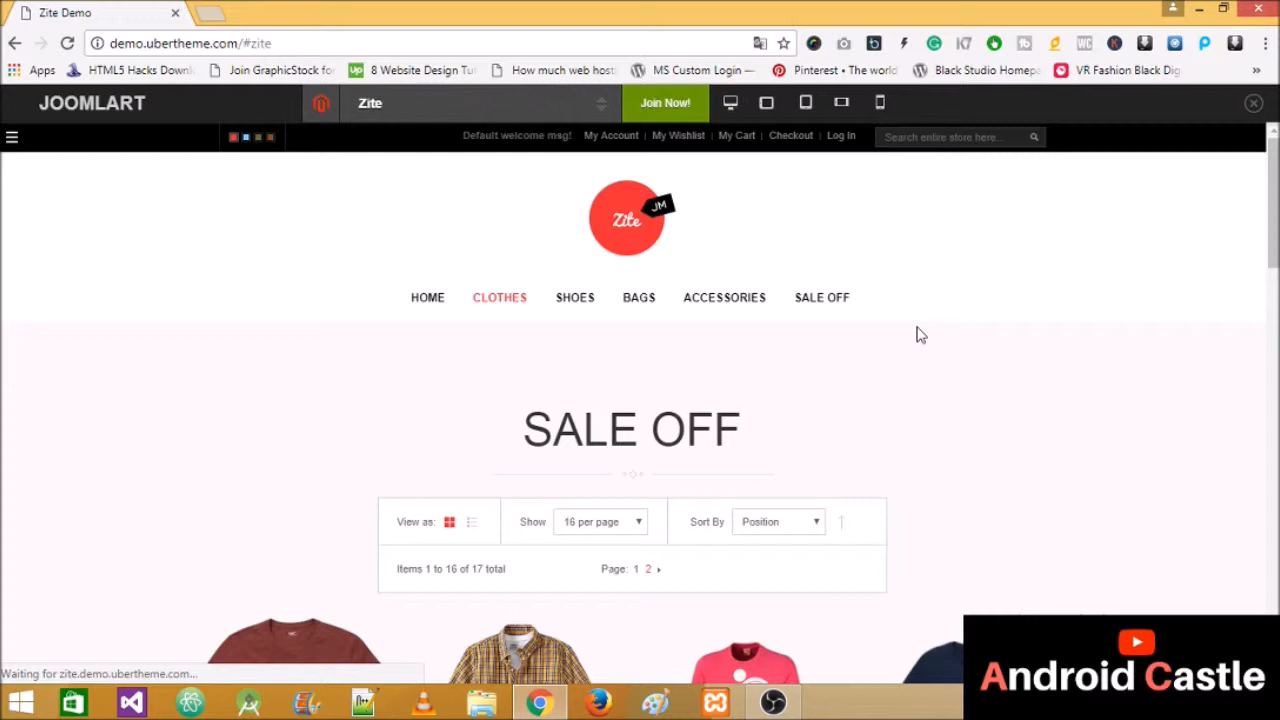 Zite Demo
demo.ubertheme.com/#zite
Apps HTML5 Hacks Downl Join GraphicStock fo 8 Website Design Tut How much web host MS Custom Login — Pinterest • The world Black Studio Homepa VR Fashion Black Dig »
JOOMLART Zite Join Now!
Default welcome msg! My Account | My Wishlist | My Cart | Checkout | Log In Search entire store here...
Zite JM
HOME CLOTHES SHOES BAGS ACCESSORIES SALE OFF
SALE OFF
View as: Show 16 per page Sort By Position
Items 1 to 16 of 17 total Page: 1 2
Waiting for zite.demo.ubertheme.com...
Android Castle